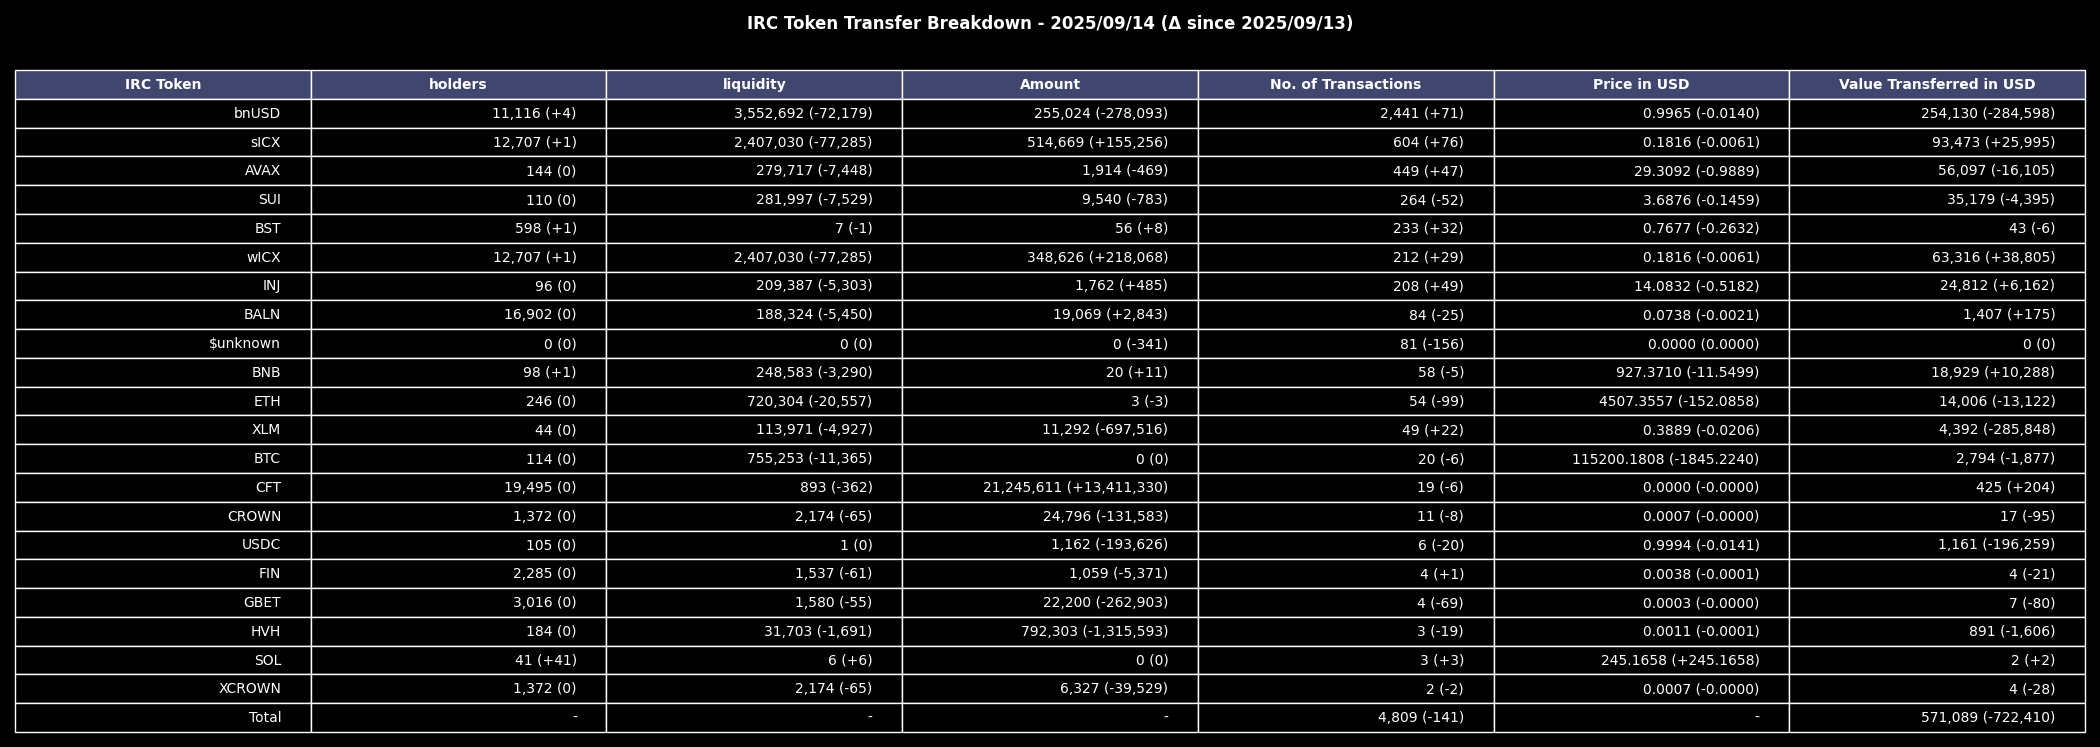 IRC Token Transfer Breakdown - 2025/09/14 (Δ since 2025/09/13)
IRC Token holders liquidity Amount No. of Transactions Price in USD Value Transferred in USD
bnUSD 11,116 (+4) 3,552,692 (-72,179) 255,024 (-278,093) 2,441 (+71) 0.9965 (-0.0140) 254,130 (-284,598)
sICX 12,707 (+1) 2,407,030 (-77,285) 514,669 (+155,256) 604 (+76) 0.1816 (-0.0061) 93,473 (+25,995)
AVAX 144 (0) 279,717 (-7,448) 1,914 (-469) 449 (+47) 29.3092 (-0.9889) 56,097 (-16,105)
SUI 110 (0) 281,997 (-7,529) 9,540 (-783) 264 (-52) 3.6876 (-0.1459) 35,179 (-4,395)
BST 598 (+1) 7 (-1) 56 (+8) 233 (+32) 0.7677 (-0.2632) 43 (-6)
wICX 12,707 (+1) 2,407,030 (-77,285) 348,626 (+218,068) 212 (+29) 0.1816 (-0.0061) 63,316 (+38,805)
INJ 96 (0) 209,387 (-5,303) 1,762 (+485) 208 (+49) 14.0832 (-0.5182) 24,812 (+6,162)
BALN 16,902 (0) 188,324 (-5,450) 19,069 (+2,843) 84 (-25) 0.0738 (-0.0021) 1,407 (+175)
$unknown 0 (0) 0 (0) 0 (-341) 81 (-156) 0.0000 (0.0000) 0 (0)
BNB 98 (+1) 248,583 (-3,290) 20 (+11) 58 (-5) 927.3710 (-11.5499) 18,929 (+10,288)
ETH 246 (0) 720,304 (-20,557) 3 (-3) 54 (-99) 4507.3557 (-152.0858) 14,006 (-13,122)
XLM 44 (0) 113,971 (-4,927) 11,292 (-697,516) 49 (+22) 0.3889 (-0.0206) 4,392 (-285,848)
BTC 114 (0) 755,253 (-11,365) 0 (0) 20 (-6) 115200.1808 (-1845.2240) 2,794 (-1,877)
CFT 19,495 (0) 893 (-362) 21,245,611 (+13,411,330) 19 (-6) 0.0000 (-0.0000) 425 (+204)
CROWN 1,372 (0) 2,174 (-65) 24,796 (-131,583) 11 (-8) 0.0007 (-0.0000) 17 (-95)
USDC 105 (0) 1 (0) 1,162 (-193,626) 6 (-20) 0.9994 (-0.0141) 1,161 (-196,259)
FIN 2,285 (0) 1,537 (-61) 1,059 (-5,371) 4 (+1) 0.0038 (-0.0001) 4 (-21)
GBET 3,016 (0) 1,580 (-55) 22,200 (-262,903) 4 (-69) 0.0003 (-0.0000) 7 (-80)
HVH 184 (0) 31,703 (-1,691) 792,303 (-1,315,593) 3 (-19) 0.0011 (-0.0001) 891 (-1,606)
SOL 41 (+41) 6 (+6) 0 (0) 3 (+3) 245.1658 (+245.1658) 2 (+2)
XCROWN 1,372 (0) 2,174 (-65) 6,327 (-39,529) 2 (-2) 0.0007 (-0.0000) 4 (-28)
Total - - - 4,809 (-141) - 571,089 (-722,410)